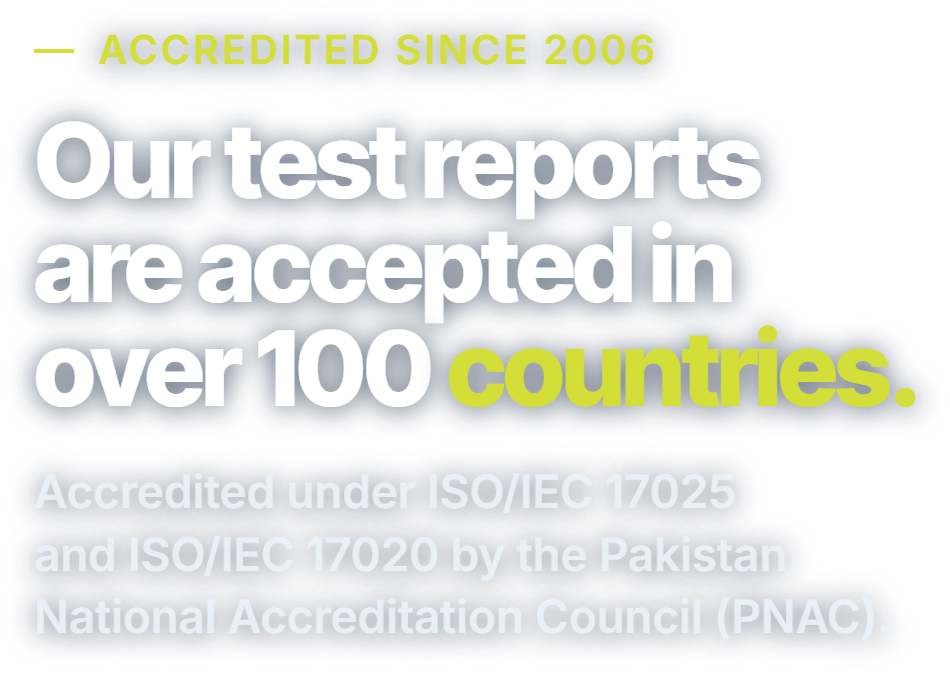 — ACCREDITED SINCE 2006
Our test reports
are accepted in
over 100 countries.
Accredited under ISO/IEC 17025
and ISO/IEC 17020 by the Pakistan
National Accreditation Council (PNAC).